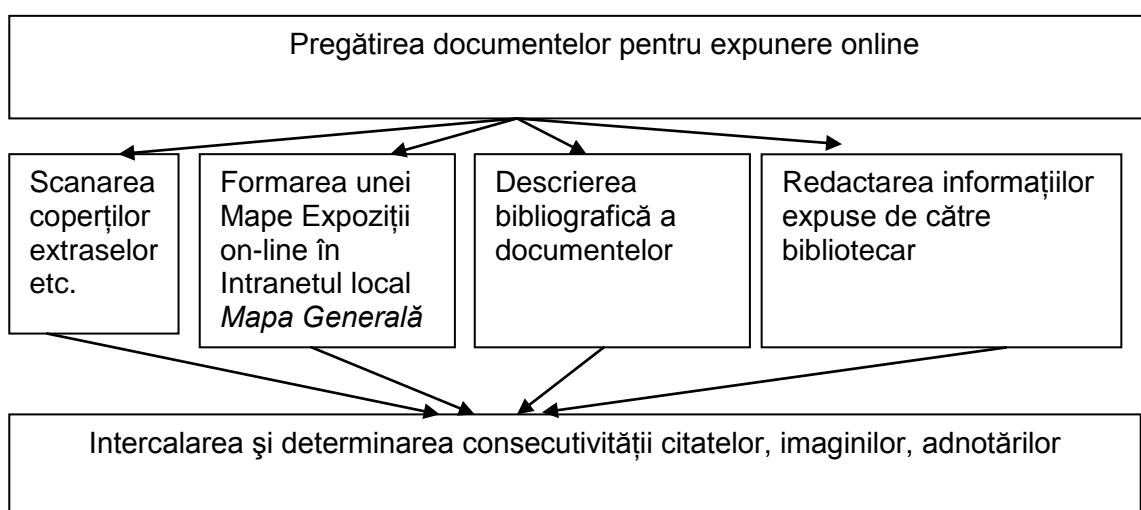 Pregătirea documentelor pentru expunere online
Scanarea
coperților
extraselor
etc.
Formarea unei
Mape Expoziții
on-line în
Intranetul local
Mapa Generală
Descrierea
bibliografică a
documentelor
Redactarea informațiilor
expuse de către
bibliotecar
Intercalarea şi determinarea consecutivității citatelor, imaginilor, adnotărilor